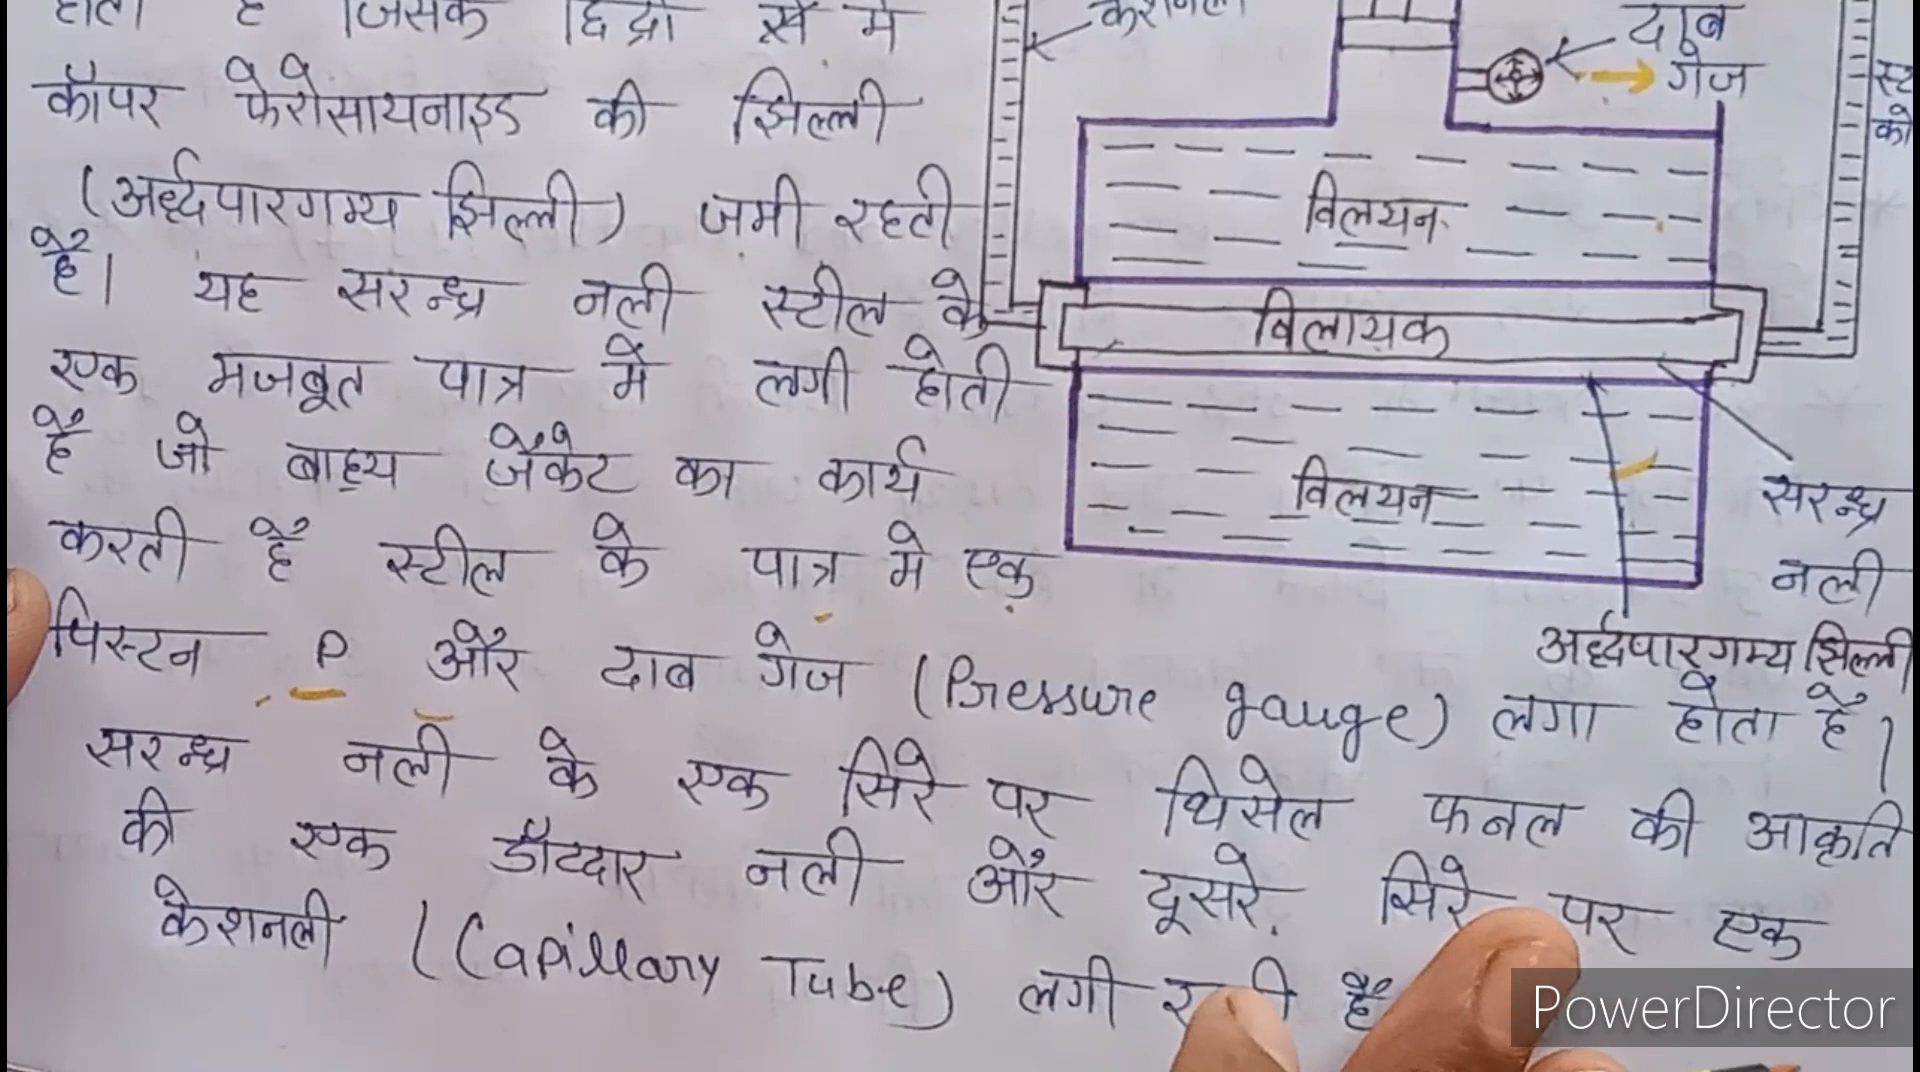 होता है जिसके छिद्रो में
कॉपर फेरोसायनाइड की झिल्ली
(अर्द्धपारगम्य झिल्ली) जमी रहती
है। यह सरन्ध्र नली स्टील के
एक मजबूत पात्र मे लगी होती
है जो बाह्य जैकेट का कार्य
करती है स्टील के पात्र मे एक
पिस्टन P और दाब गेज (Pressure gauge) लगा होता है।
सरन्ध्र नली के एक सिरे पर थिसेल फनल की आकृति
की एक डॉटदार नली और दूसरे सिरे पर एक
केशनली (Capillary Tube) लगी है
केशनली
दाब
गेज
विलयन
विलायक
विलयन
सरन्ध्र
नली
अर्द्धपारगम्य झिल्ली
PowerDirector